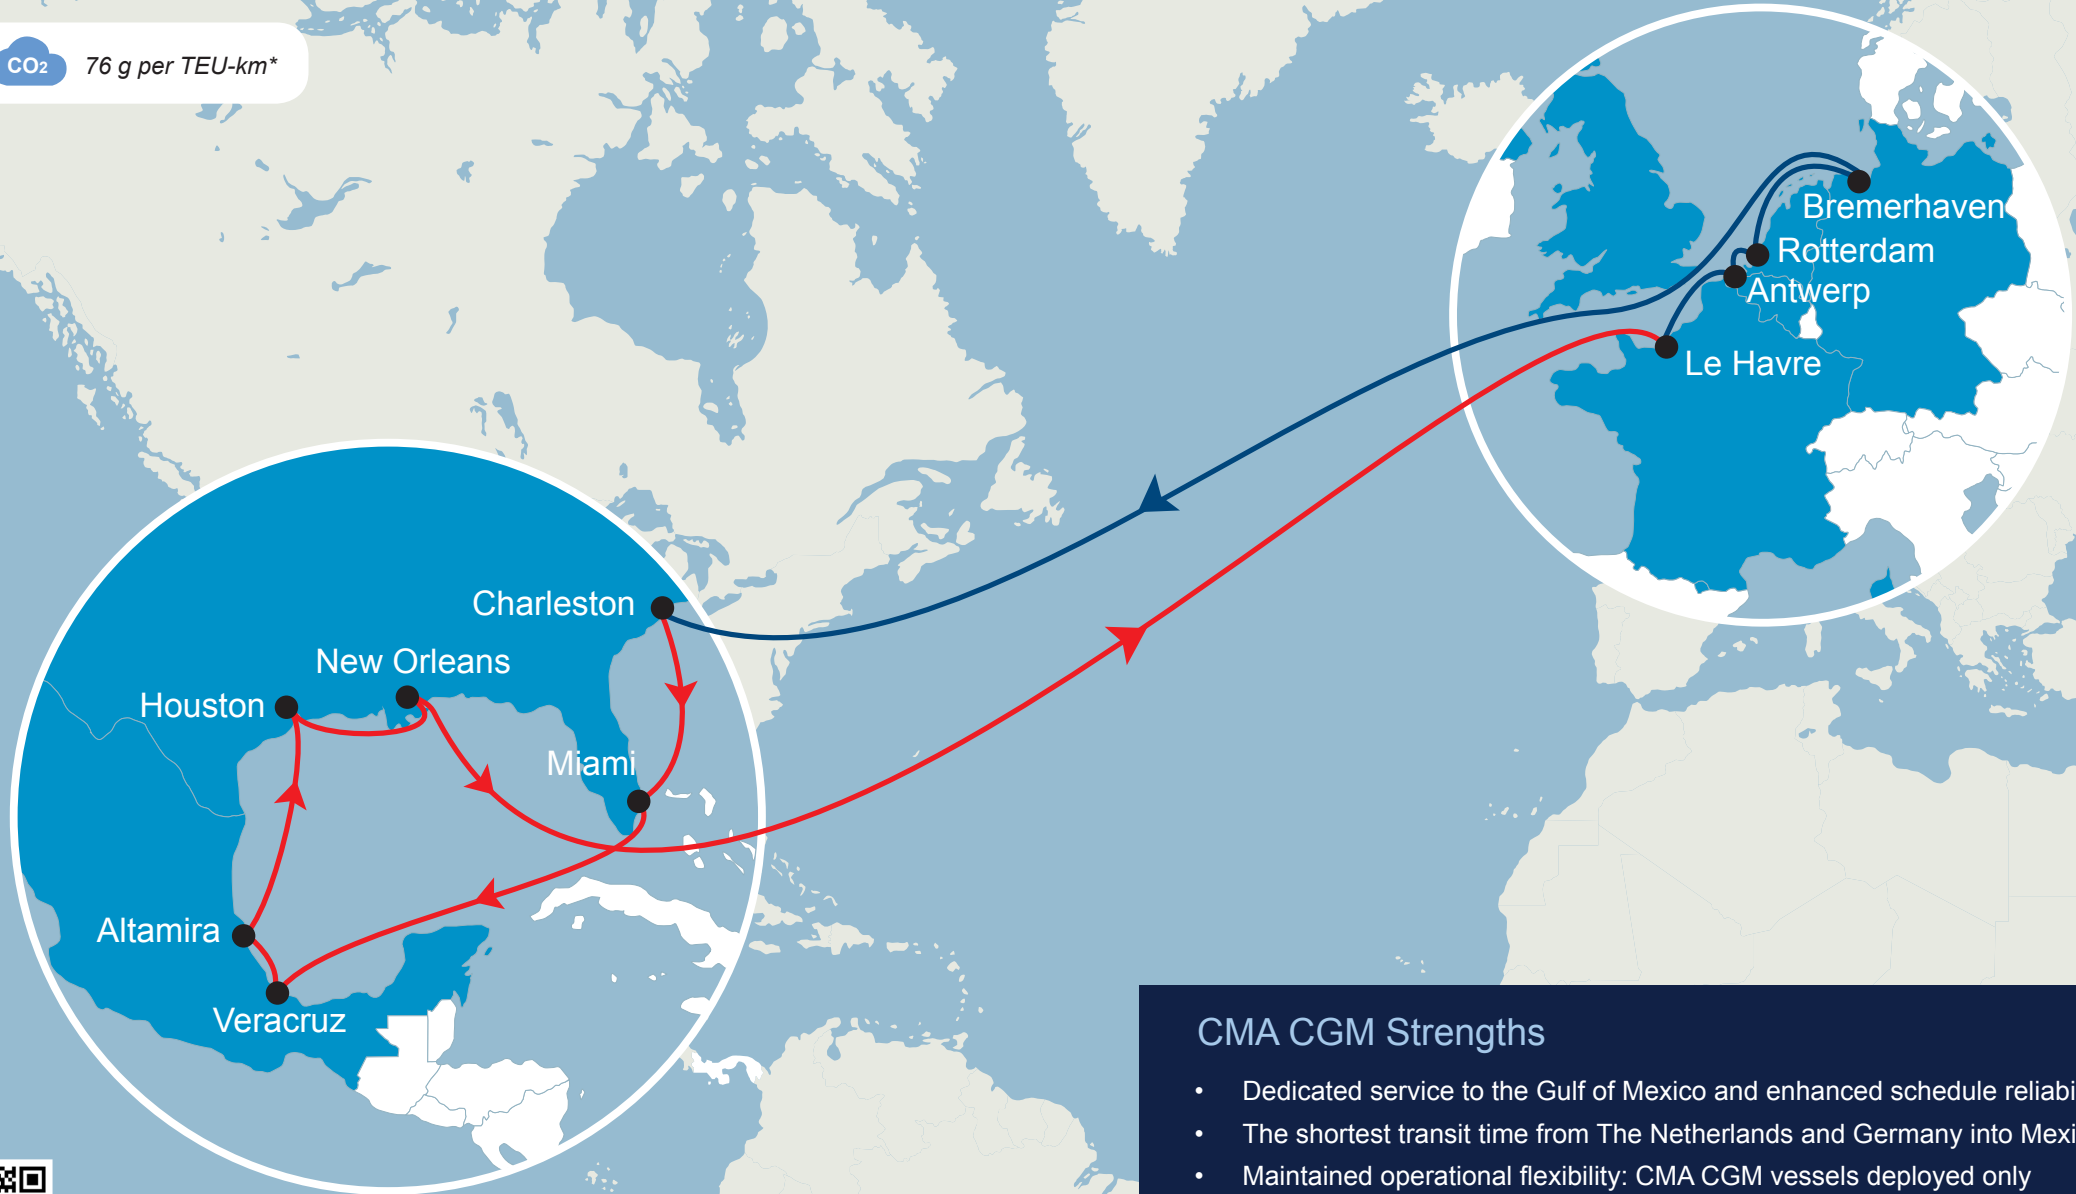 CO2 76 g per TEU-km*
Bremerhaven
Rotterdam
Antwerp
Le Havre
Charleston
New Orleans
Houston
Miami
Altamira
Veracruz
CMA CGM Strengths
• Dedicated service to the Gulf of Mexico and enhanced schedule reliabi
• The shortest transit time from The Netherlands and Germany into Mexi
• Maintained operational flexibility: CMA CGM vessels deployed only